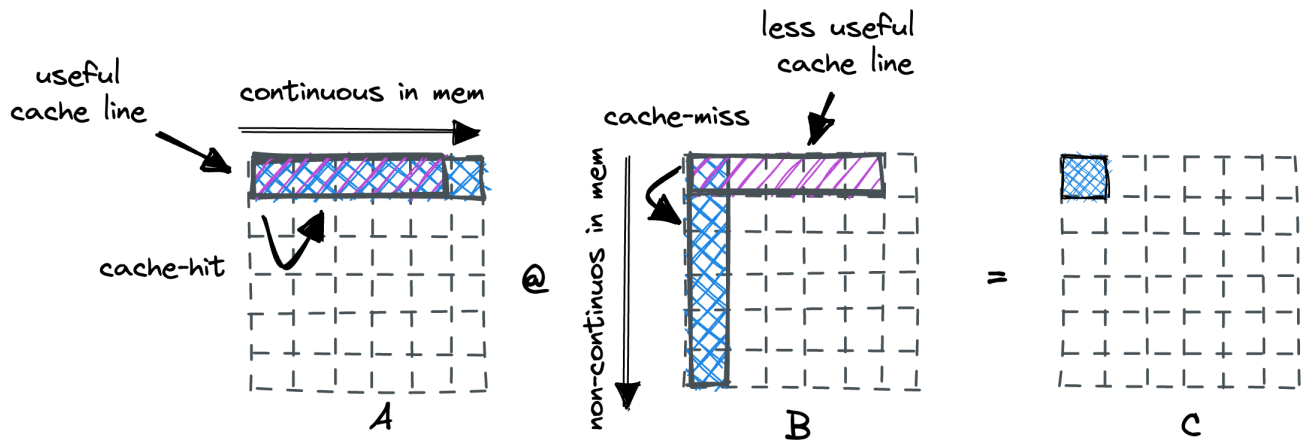 useful
cache line
continuous in mem
cache-hit
A
@
less useful
cache line
cache-miss
non-continuos in mem
B
=
C